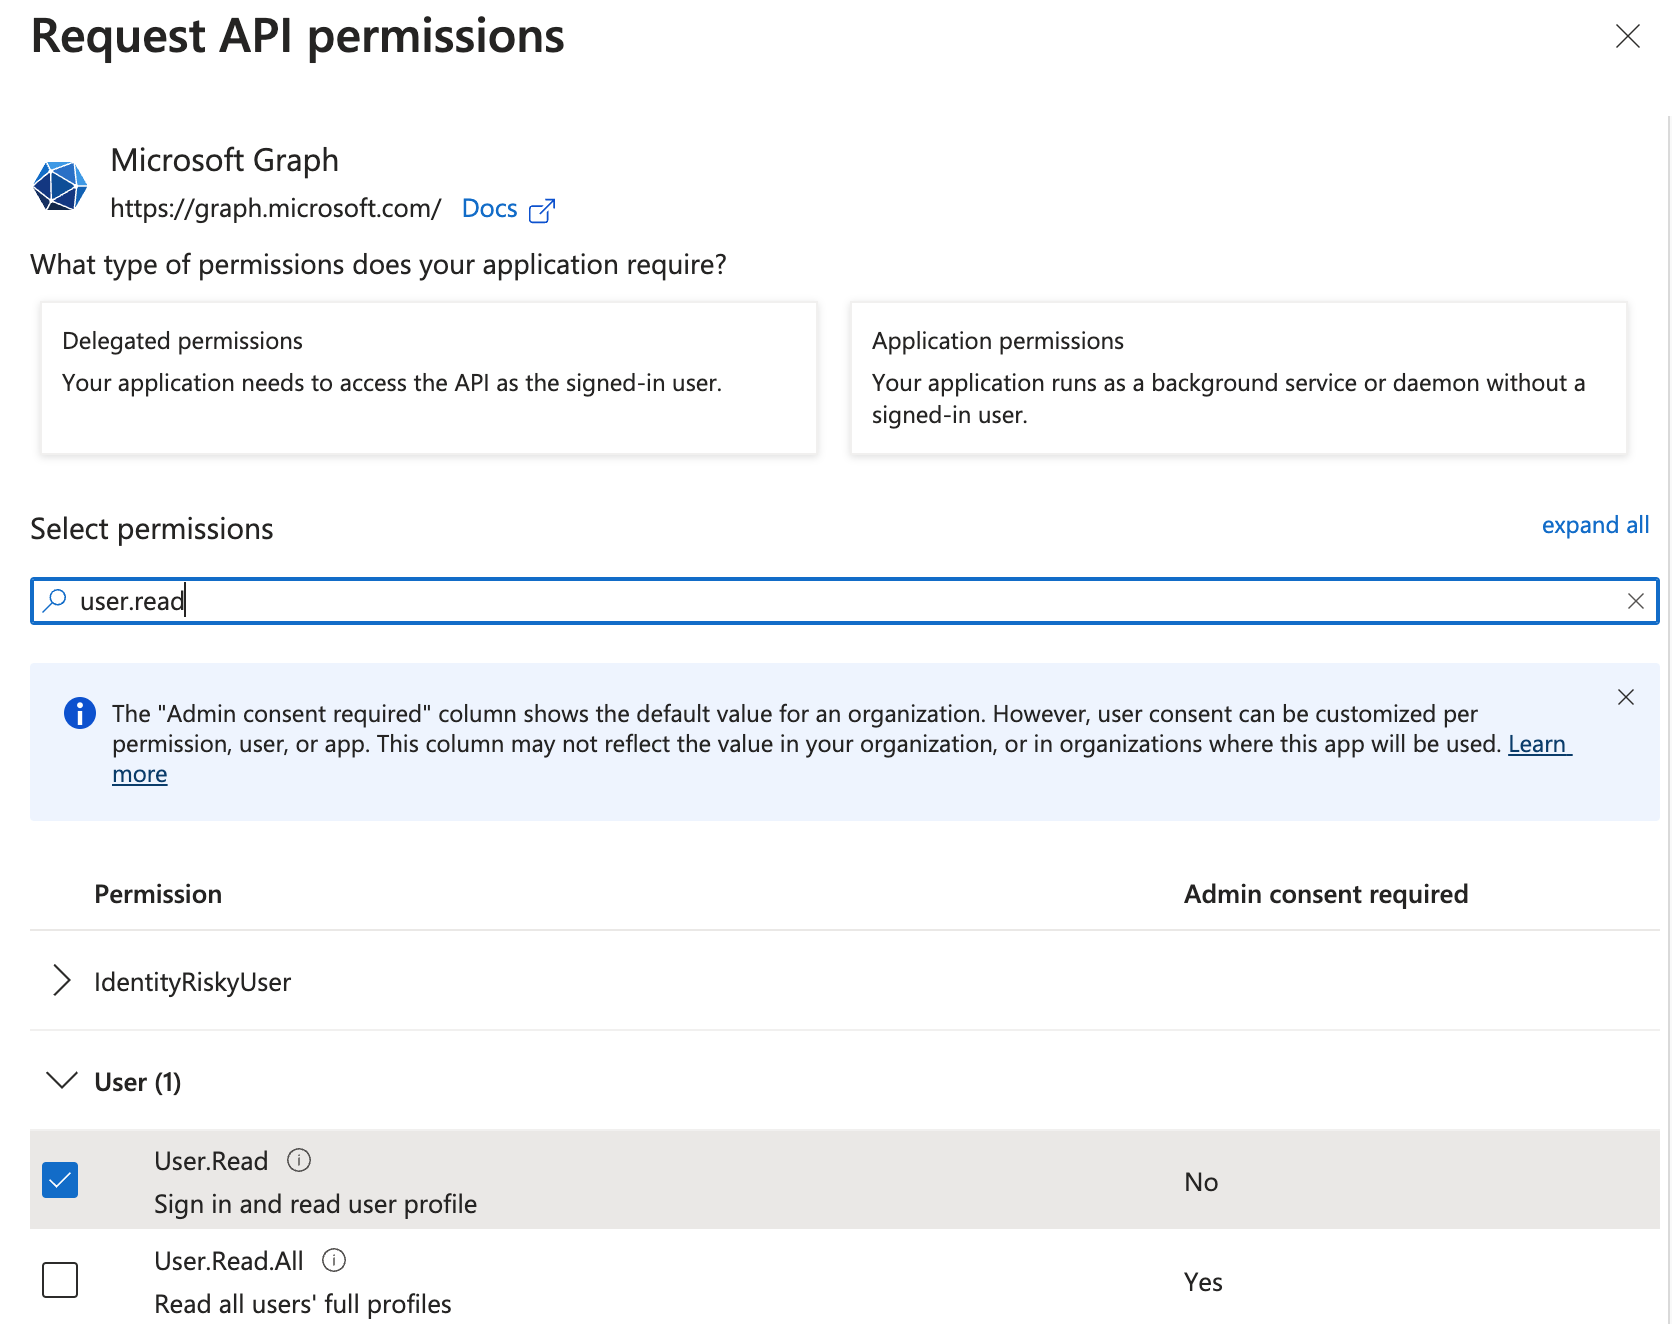 Request API permissions
Microsoft Graph
https://graph.microsoft.com/ Docs
What type of permissions does your application require?
Delegated permissions
Your application needs to access the API as the signed-in user.
Application permissions
Your application runs as a background service or daemon without a
signed-in user.
Select permissions
expand all
user.read
The "Admin consent required" column shows the default value for an organization. However, user consent can be customized per
permission, user, or app. This column may not reflect the value in your organization, or in organizations where this app will be used. Learn
more
Permission Admin consent required
IdentityRiskyUser
User (1)
User.Read
Sign in and read user profile
No
User.Read.All
Read all users' full profiles
Yes